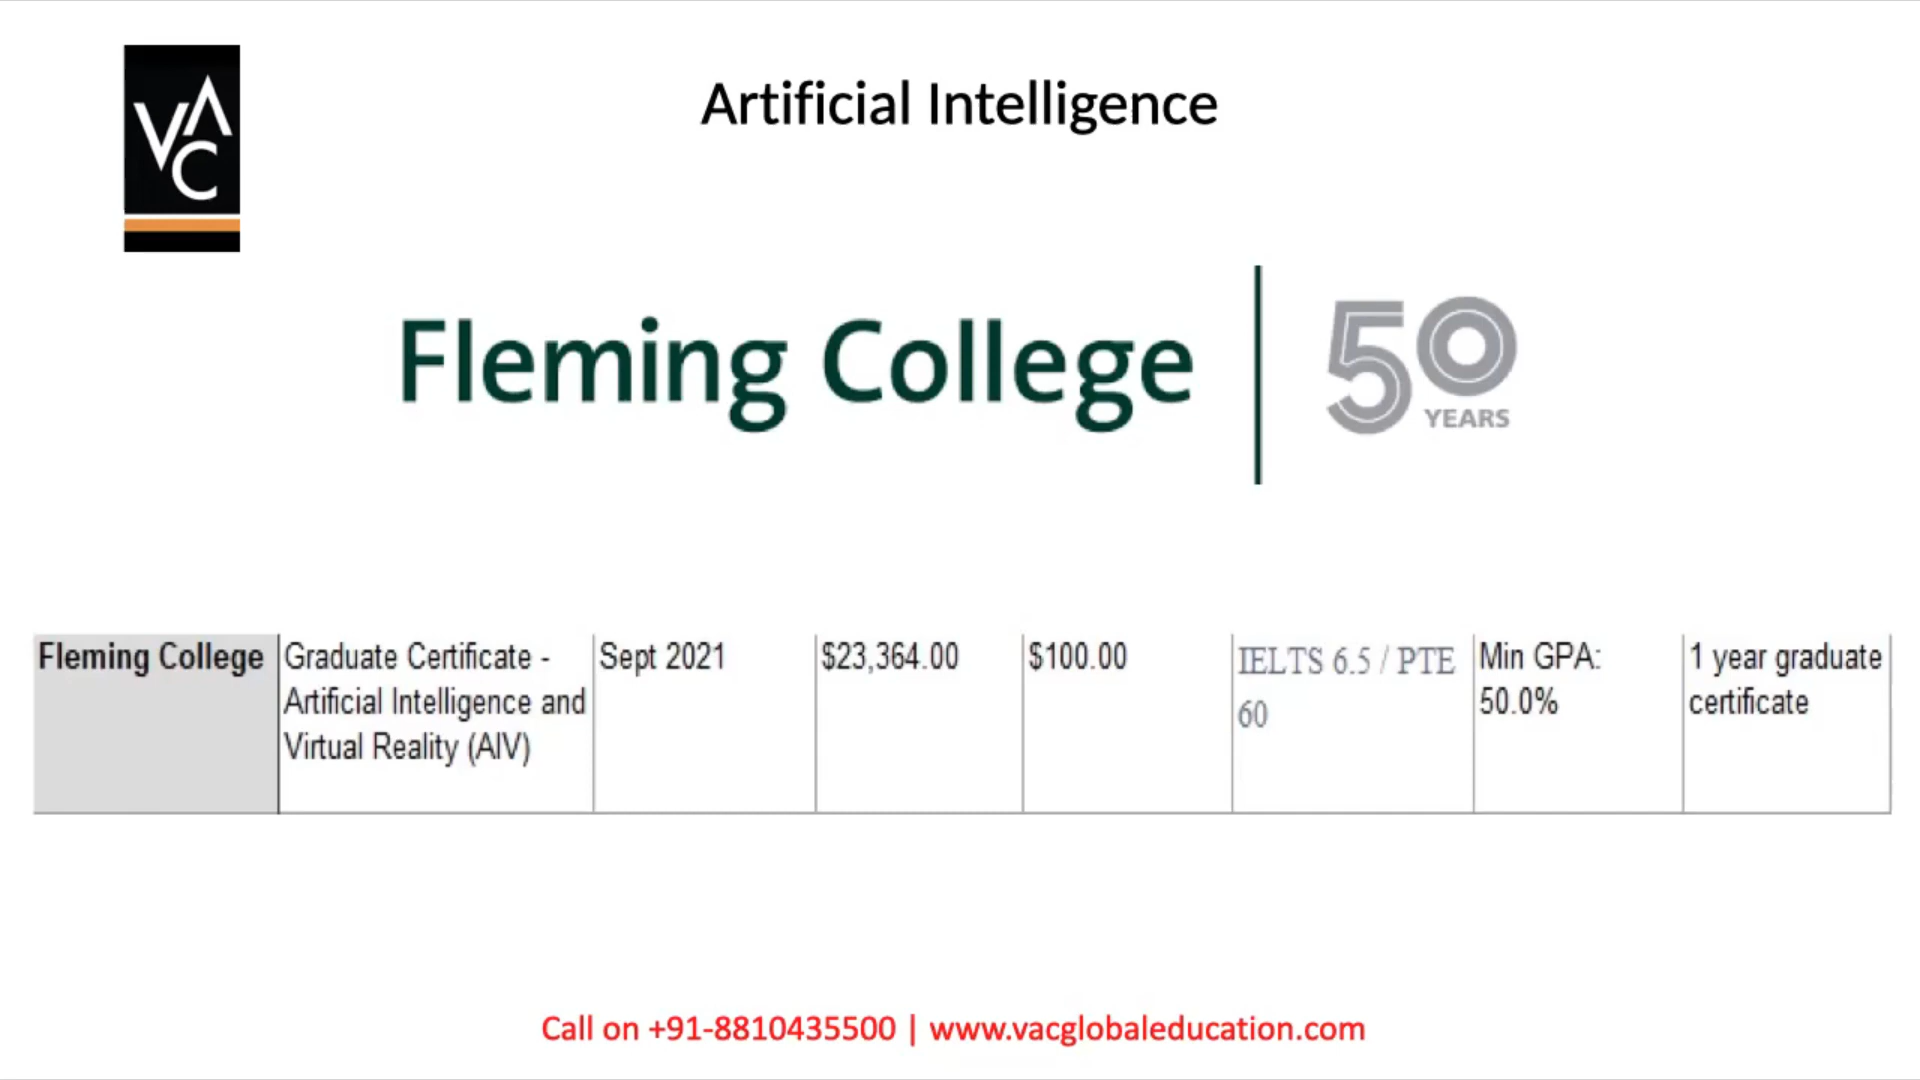 VAC
Artificial Intelligence
Fleming College
50
YEARS
Fleming College
Graduate Certificate -
Artificial Intelligence and
Virtual Reality (AIV)
Sept 2021
$23,364.00
$100.00
IELTS 6.5 / PTE
60
Min GPA:
50.0%
1 year graduate
certificate
Call on +91-8810435500 | www.vacglobaleducation.com